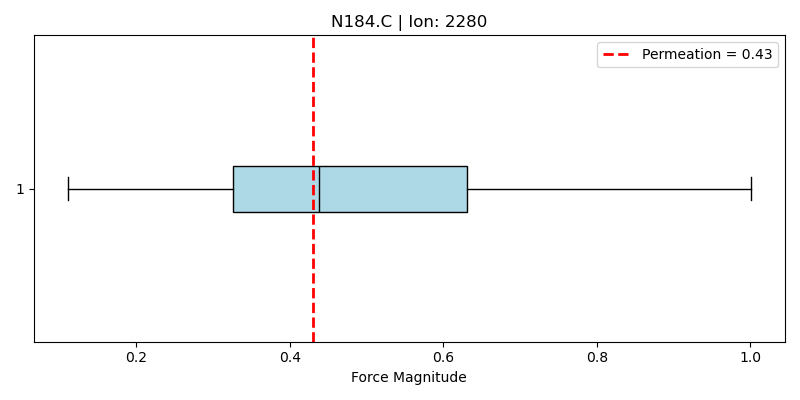 N184.C | Ion: 2280
Permeation = 0.43
1
0.2 0.4 0.6 0.8 1.0
Force Magnitude